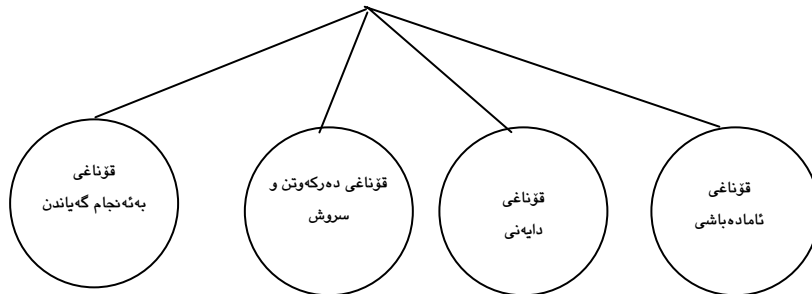 قۆناغی
ئامادەباشی
قۆناغی
دایەنی
قۆناغی دەرکەوتن و
سروش
قۆناغی
بەئەنجام گەیاندن